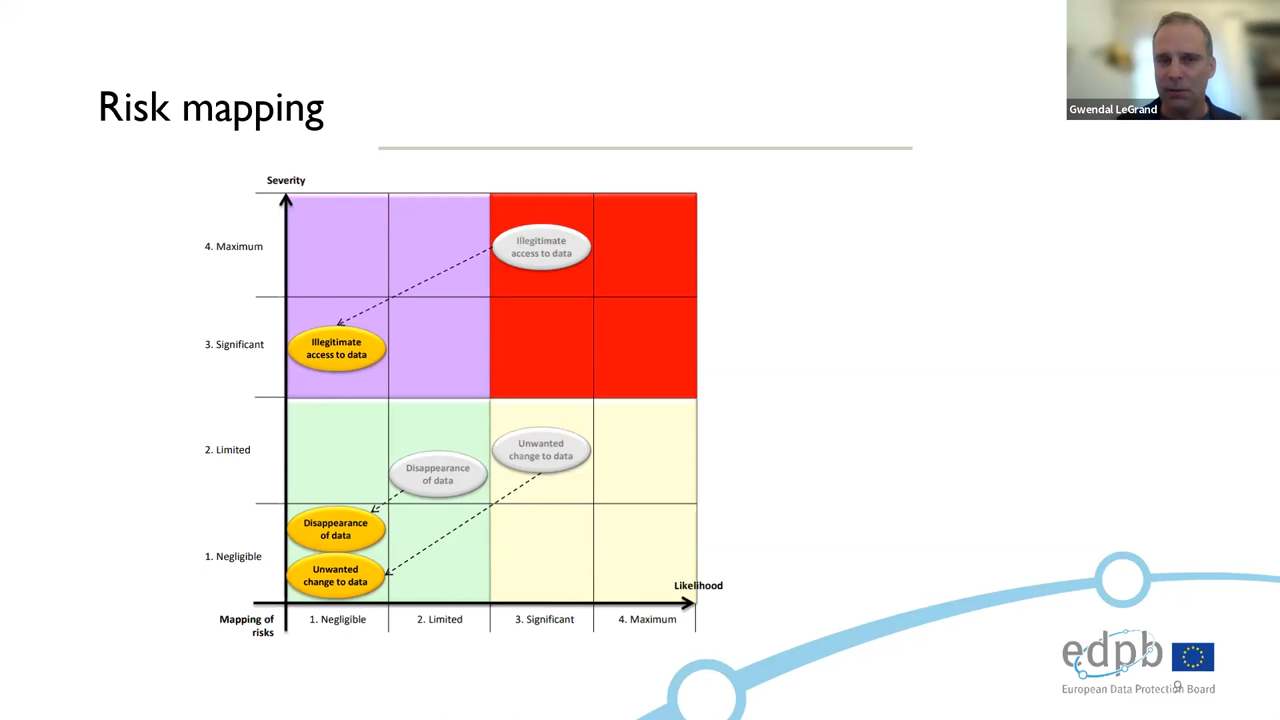 Gwendal LeGrand
Risk mapping
Severity
4. Maximum
Illegitimate
access to data
3. Significant
Illegitimate
access to data
2. Limited
Unwanted
change to data
Disappearance
of data
Disappearance
of data
1. Negligible
Unwanted
change to data
Likelihood
Mapping of
risks
1. Negligible
2. Limited
3. Significant
4. Maximum
edpb
European Data Protection Board
9